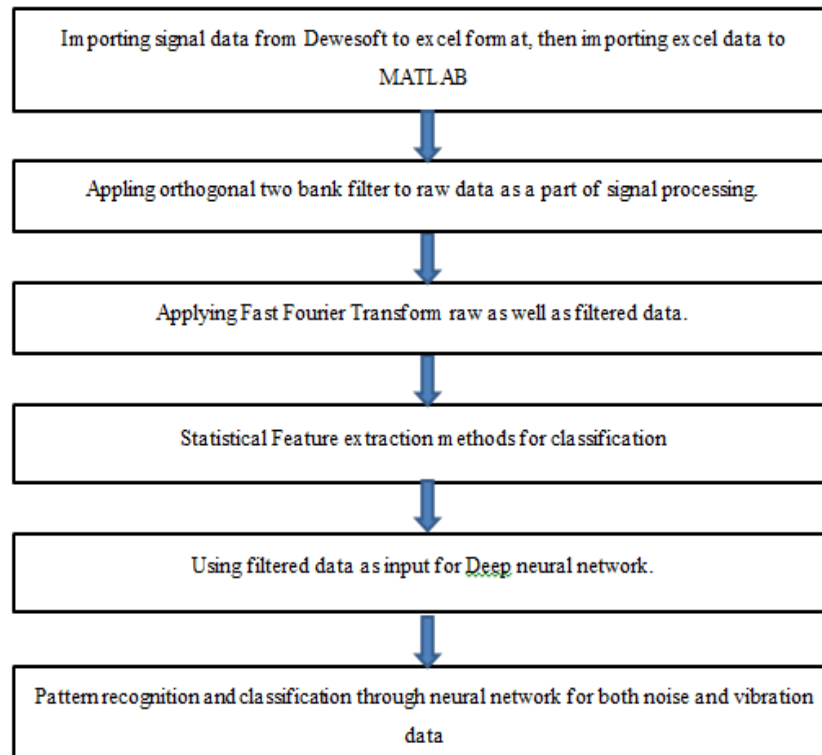 Importing signal data from Dewesoft to excel format, then importing excel data to
MATLAB
Appling orthogonal two bank filter to raw data as a part of signal processing.
Applying Fast Fourier Transform raw as well as filtered data.
Statistical Feature extraction methods for classification
Using filtered data as input for Deep neural network.
Pattern recognition and classification through neural network for both noise and vibration
data